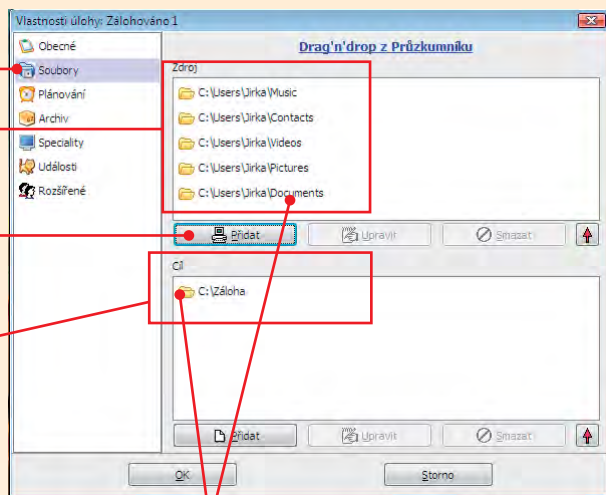 Vlastnosti úlohy: Zálohováno 1
Obecné
Soubory
Plánování
Archiv
Speciality
Události
Rozšířené
Drag'n'drop z Průzkumníku
Zdroj
C:\Users\Jirka\Music
C:\Users\Jirka\Contacts
C:\Users\Jirka\Videos
C:\Users\Jirka\Pictures
C:\Users\Jirka\Documents
Přidat
Upravit
Smazat
Cíl
C:\Záloha
Přidat
Upravit
Smazat
OK
Storno